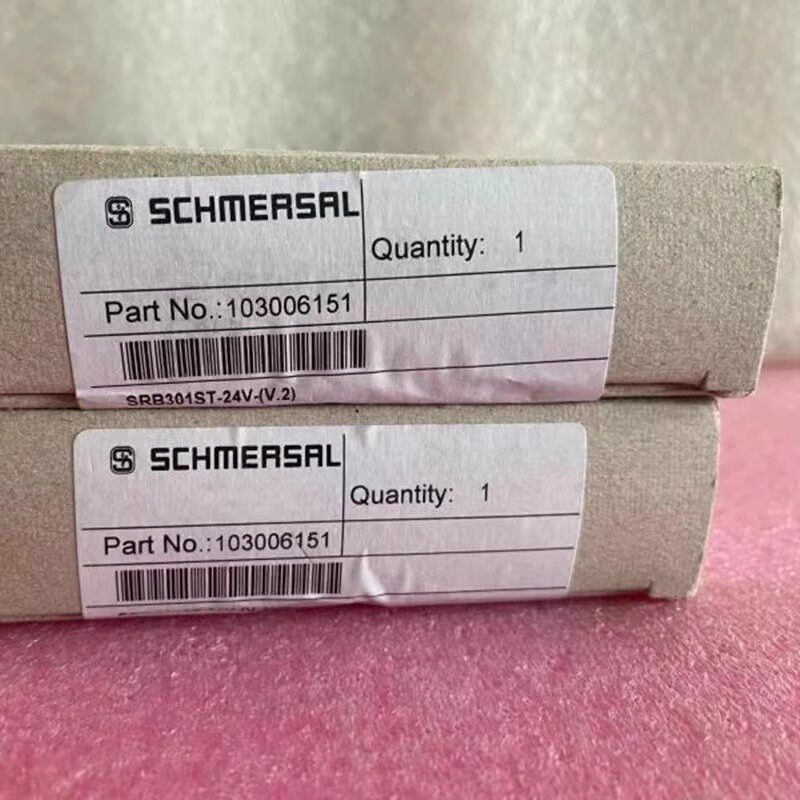 SCHMERSAL
Quantity: 1
Part No.:103006151
SRB301ST-24V-(V.2)
SCHMERSAL
Quantity: 1
Part No.:103006151